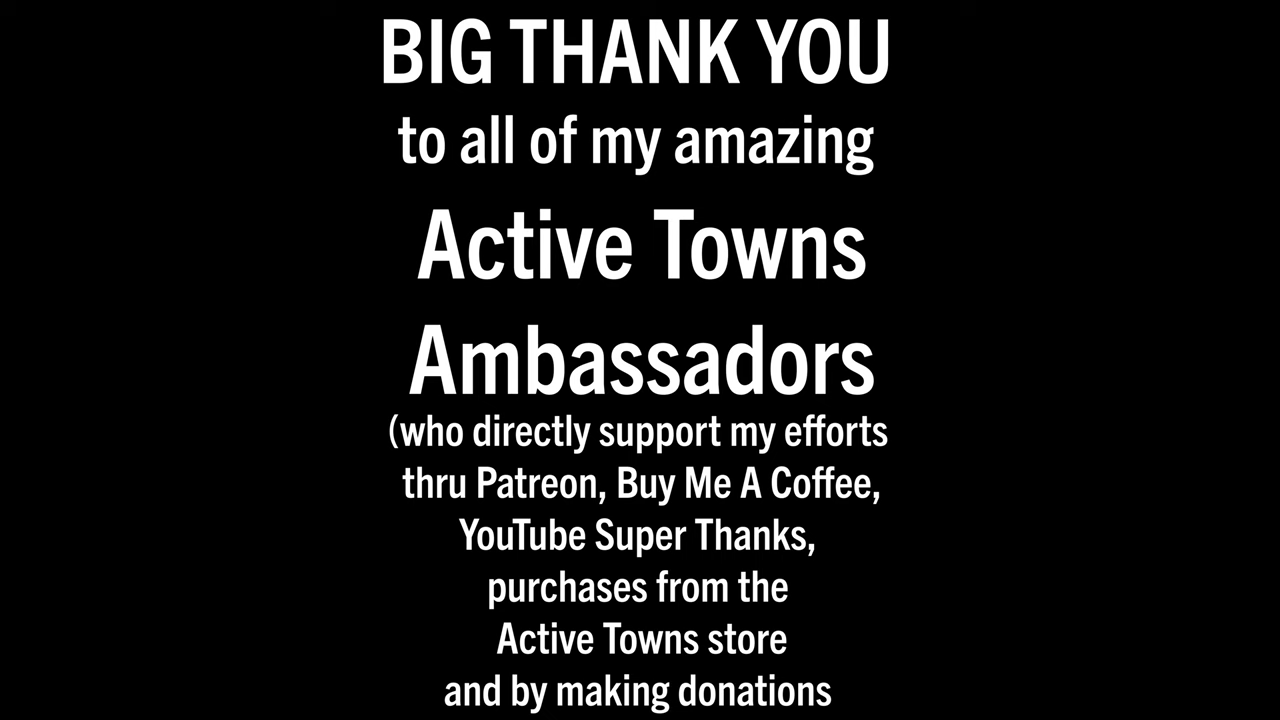 BIG THANK YOU
to all of my amazing
Active Towns
Ambassadors
(who directly support my efforts
thru Patreon, Buy Me A Coffee,
YouTube Super Thanks,
purchases from the
Active Towns store
and by making donations